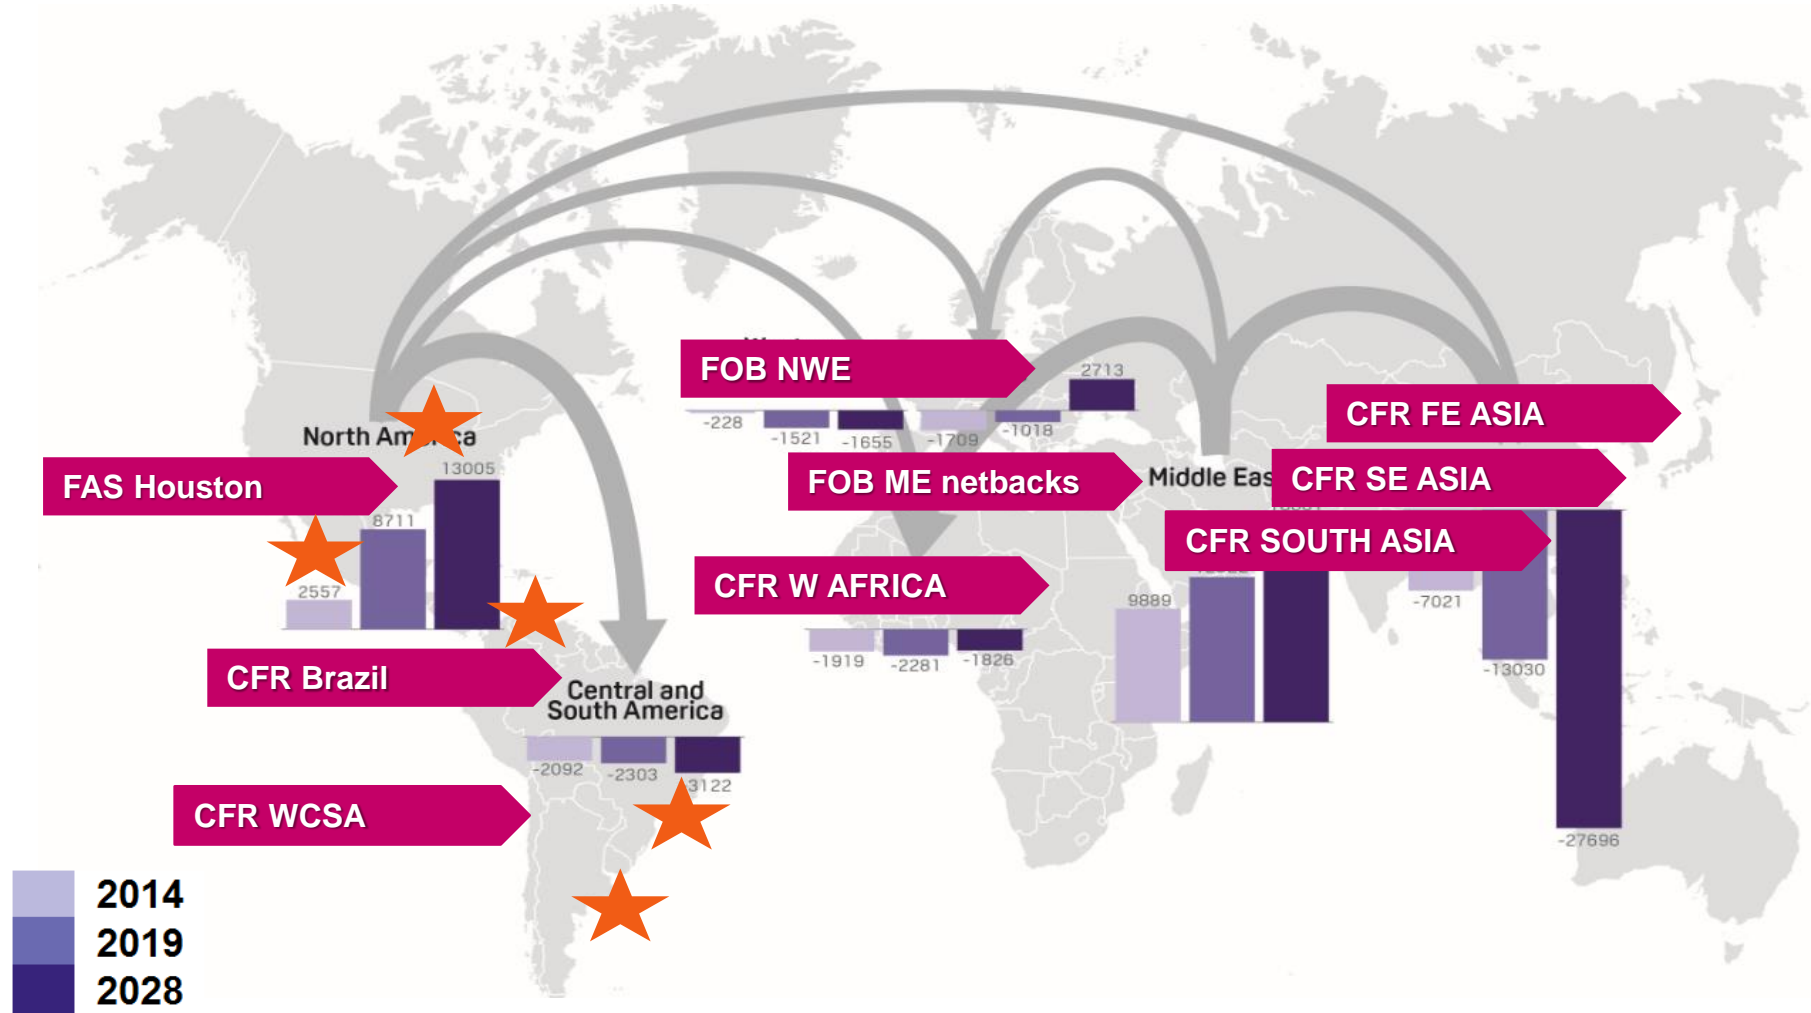 FOB NWE
2713
-228
-1521
-1655
-1709
-1018
CFR FE ASIA
North America
13005
FAS Houston
8711
2557
FOB ME netbacks
Middle Eas
CFR SE ASIA
CFR SOUTH ASIA
CFR W AFRICA
9889
-7021
-13030
-27696
-1919
-2281
-1826
CFR Brazil
Central and
South America
-2092
-2303
-3122
CFR WCSA
2014
2019
2028